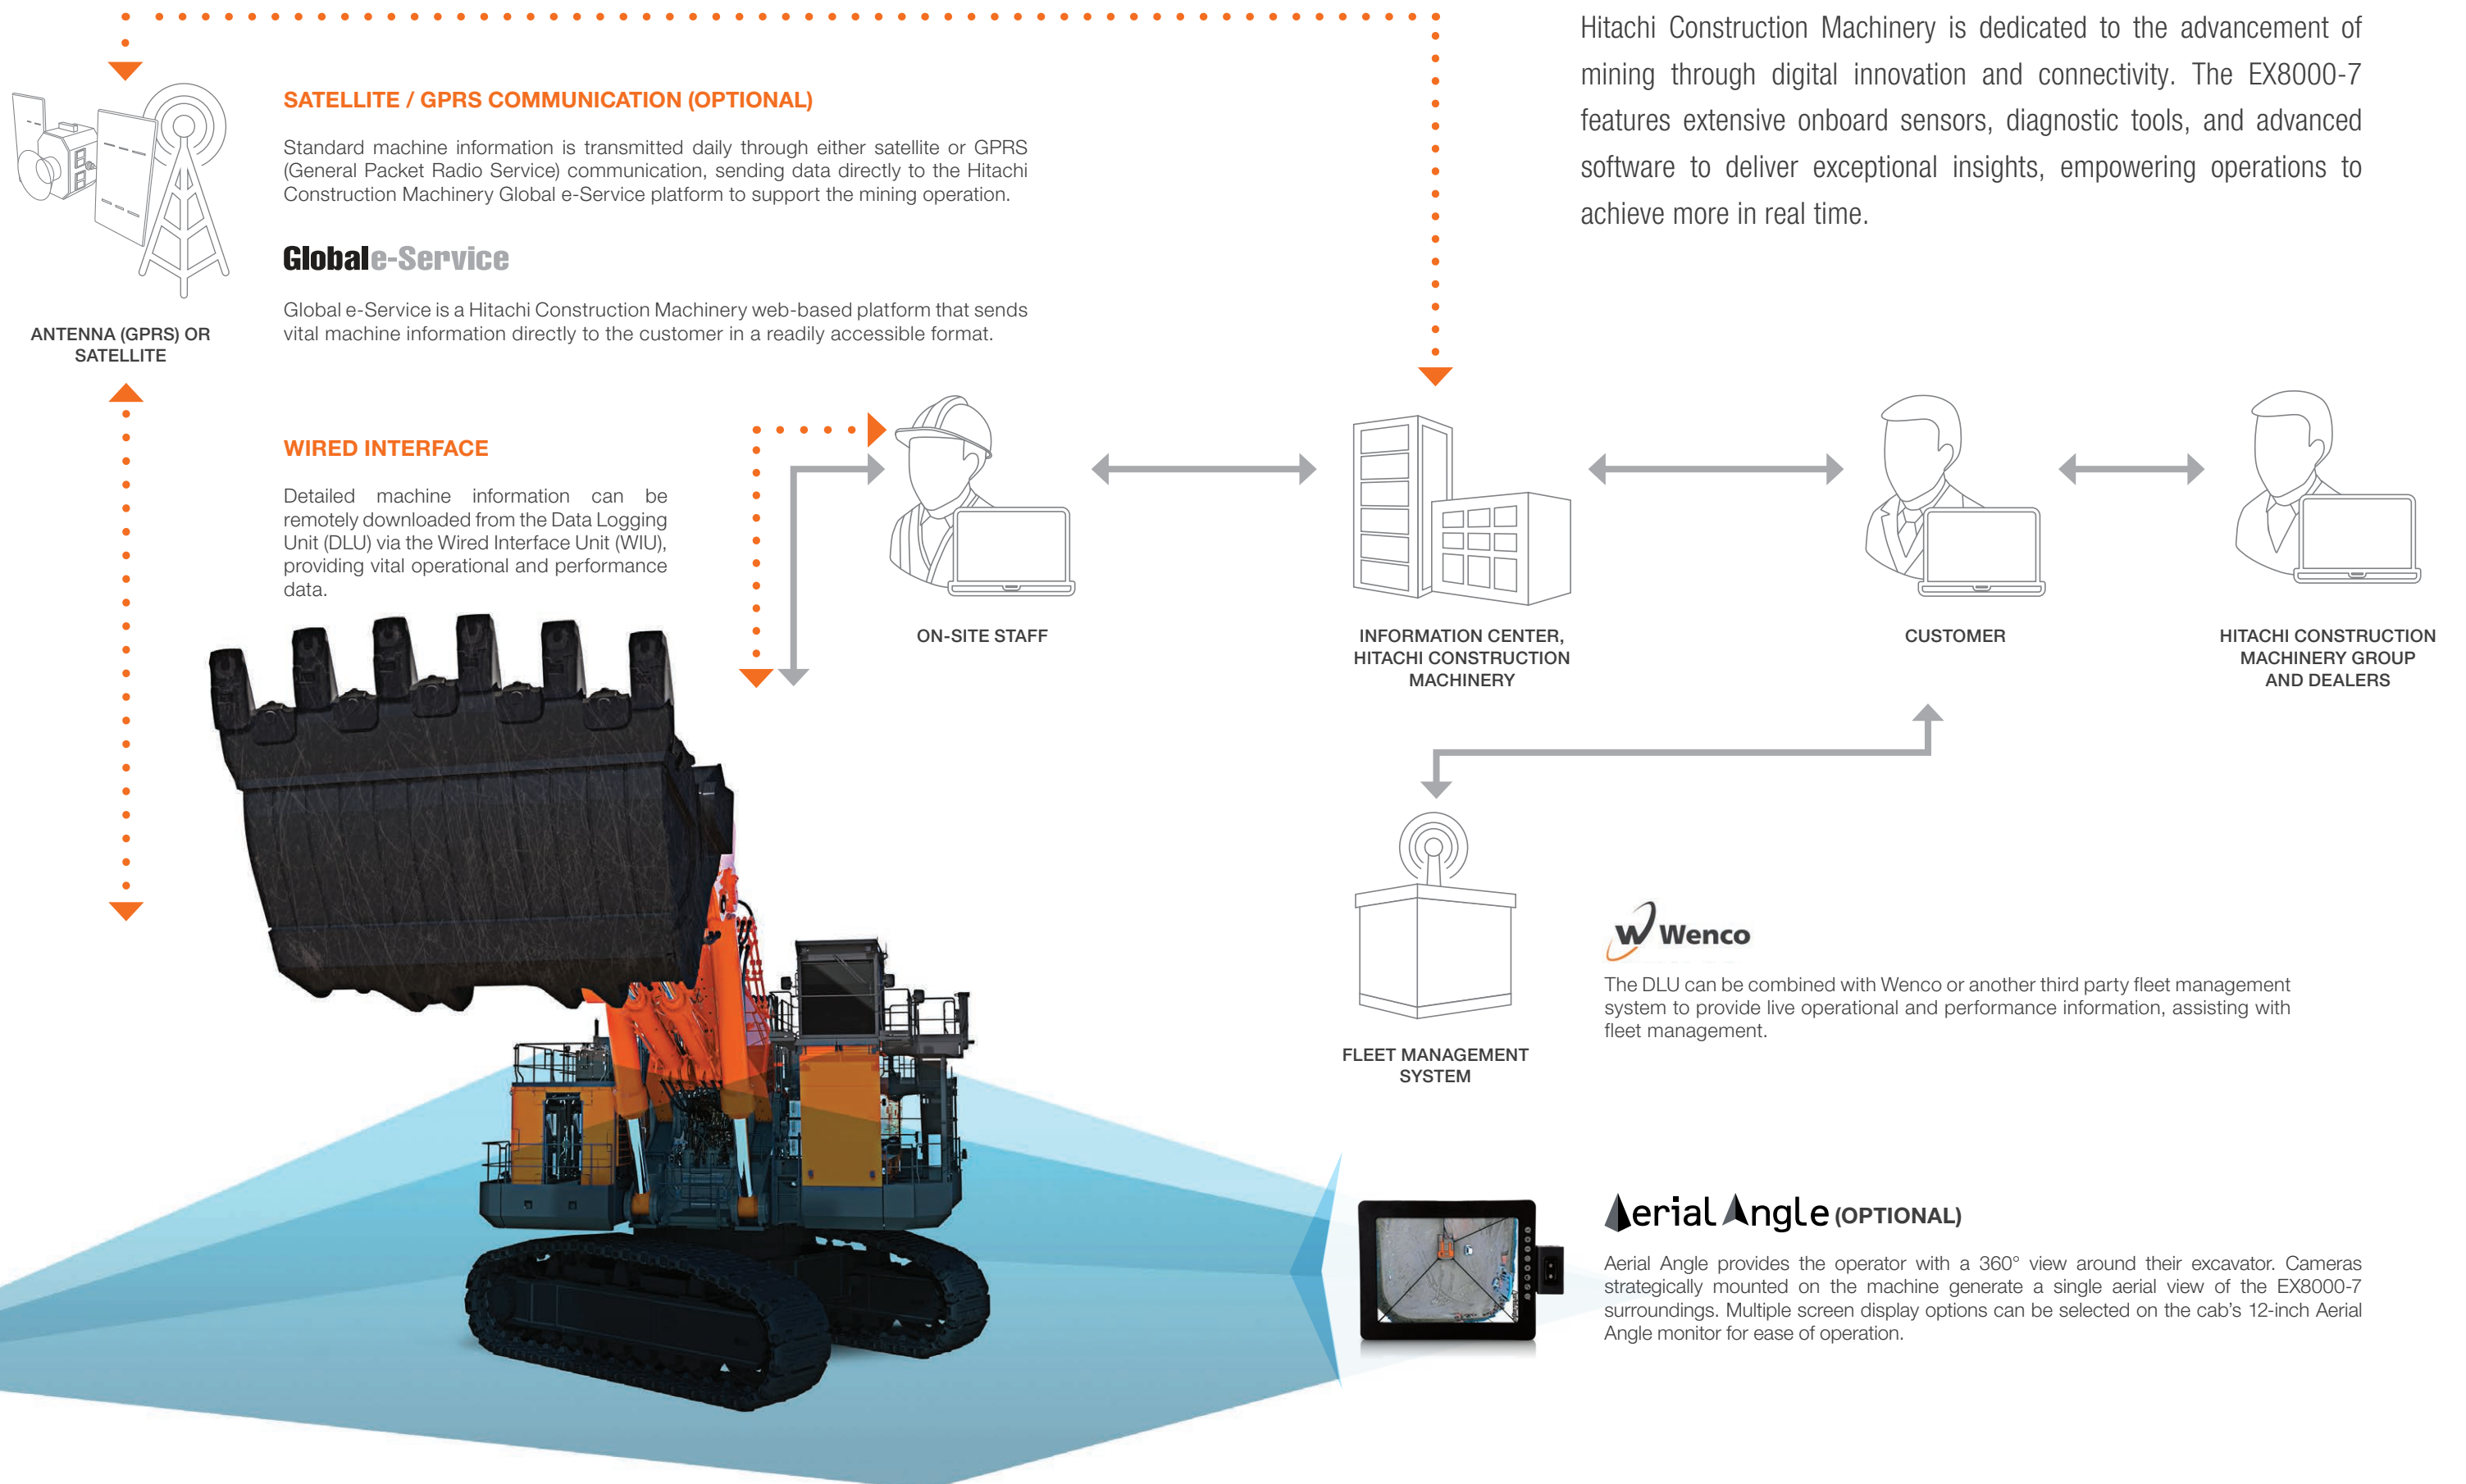 Hitachi Construction Machinery is dedicated to the advancement of
mining through digital innovation and connectivity. The EX8000-7
features extensive onboard sensors, diagnostic tools, and advanced
software to deliver exceptional insights, empowering operations to
achieve more in real time.
SATELLITE / GPRS COMMUNICATION (OPTIONAL)
Standard machine information is transmitted daily through either satellite or GPRS
(General Packet Radio Service) communication, sending data directly to the Hitachi
Construction Machinery Global e-Service platform to support the mining operation.
Global e-Service
Global e-Service is a Hitachi Construction Machinery web-based platform that sends
vital machine information directly to the customer in a readily accessible format.
ANTENNA (GPRS) OR
SATELLITE
WIRED INTERFACE
Detailed machine information can be
remotely downloaded from the Data Logging
Unit (DLU) via the Wired Interface Unit (WIU),
providing vital operational and performance
data.
ON-SITE STAFF
INFORMATION CENTER,
HITACHI CONSTRUCTION
MACHINERY
CUSTOMER
HITACHI CONSTRUCTION
MACHINERY GROUP
AND DEALERS
W Wenco
The DLU can be combined with Wenco or another third party fleet management
system to provide live operational and performance information, assisting with
fleet management.
FLEET MANAGEMENT
SYSTEM
Aerial Angle (OPTIONAL)
Aerial Angle provides the operator with a 360° view around their excavator. Cameras
strategically mounted on the machine generate a single aerial view of the EX8000-7
surroundings. Multiple screen display options can be selected on the cab's 12-inch Aerial
Angle monitor for ease of operation.